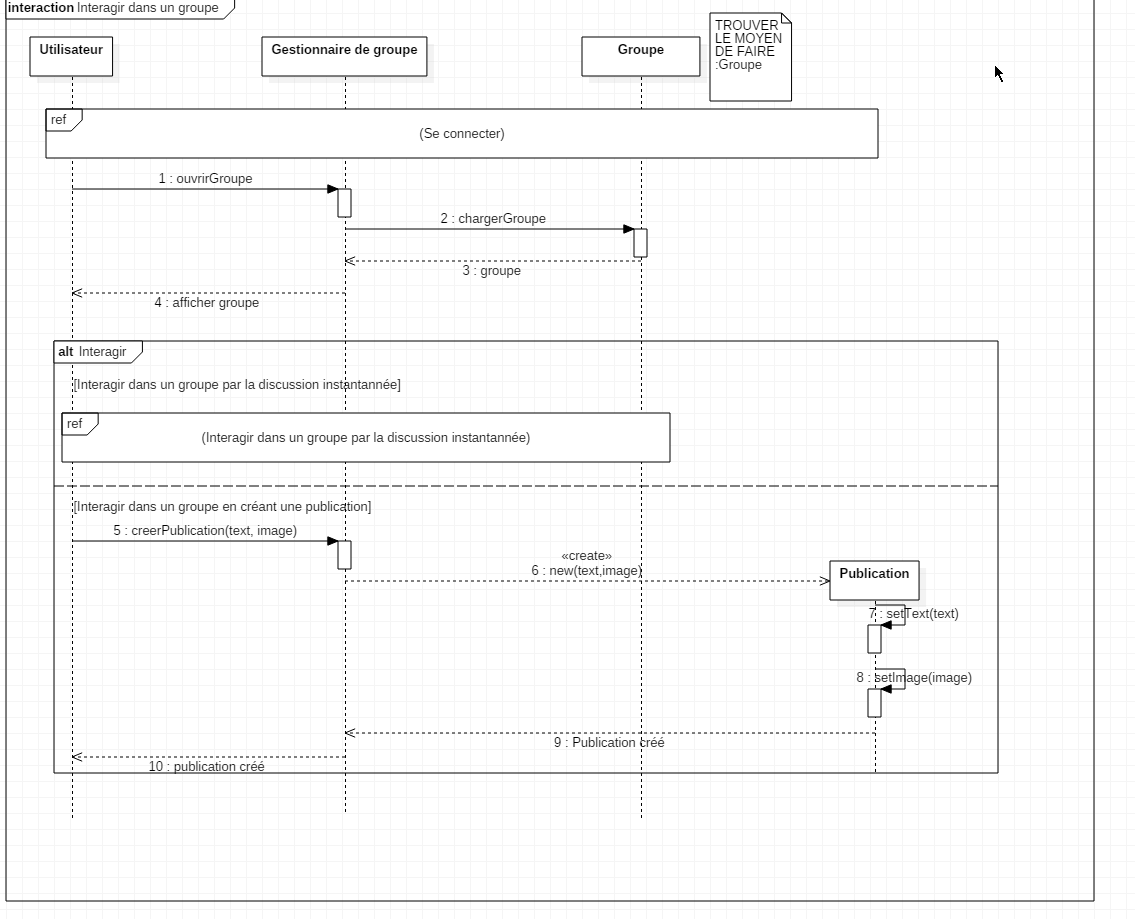 interaction Interagir dans un groupe
Utilisateur
Gestionnaire de groupe
Groupe
TROUVER
LE MOYEN
DE FAIRE
:Groupe
ref
(Se connecter)
1 : ouvrirGroupe
2 : chargerGroupe
3 : groupe
4 : afficher groupe
alt Interagir
[Interagir dans un groupe par la discussion instantannée]
ref
(Interagir dans un groupe par la discussion instantannée)
[Interagir dans un groupe en créant une publication]
5 : creerPublication(text, image)
«create»
6 : new(text,image)
Publication
7 : setText(text)
8 : setImage(image)
9 : Publication créé
10 : publication créé